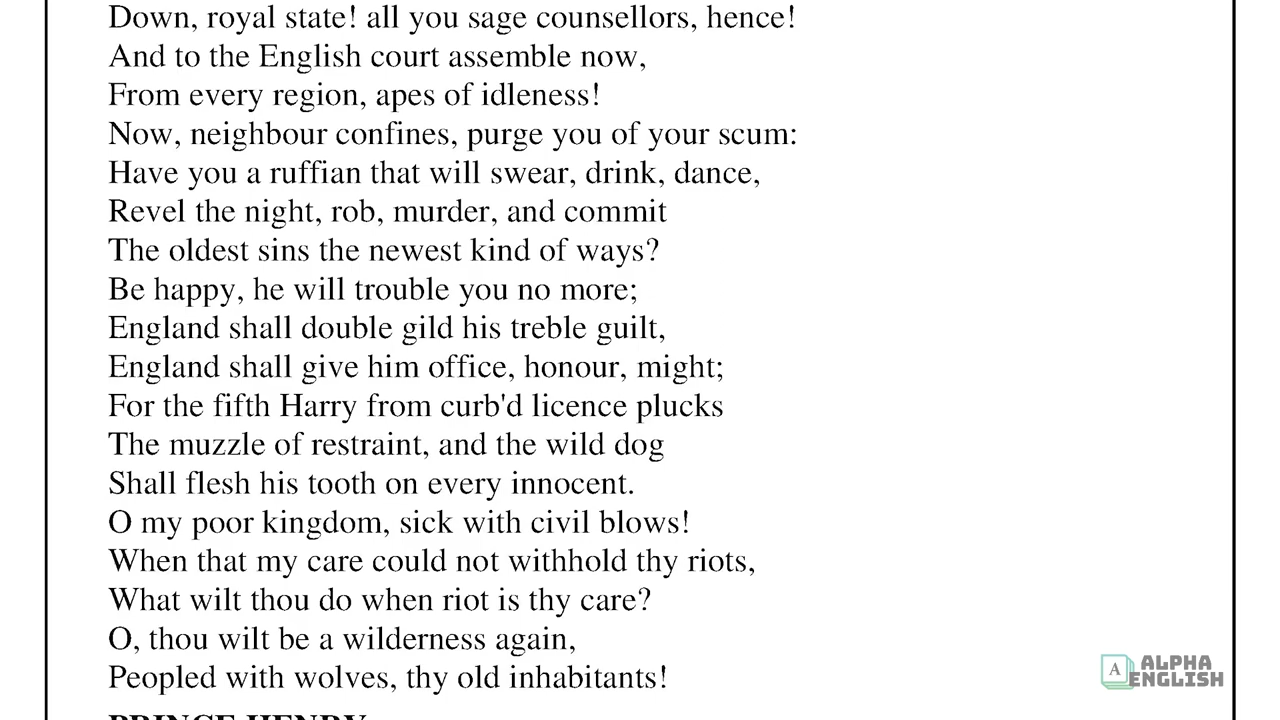 Down, royal state! all you sage counsellors, hence!
And to the English court assemble now,
From every region, apes of idleness!
Now, neighbour confines, purge you of your scum:
Have you a ruffian that will swear, drink, dance,
Revel the night, rob, murder, and commit
The oldest sins the newest kind of ways?
Be happy, he will trouble you no more;
England shall double gild his treble guilt,
England shall give him office, honour, might;
For the fifth Harry from curb'd licence plucks
The muzzle of restraint, and the wild dog
Shall flesh his tooth on every innocent.
O my poor kingdom, sick with civil blows!
When that my care could not withhold thy riots,
What wilt thou do when riot is thy care?
O, thou wilt be a wilderness again,
Peopled with wolves, thy old inhabitants!
PRINCE HENRY
A ALPHA
ENGLISH